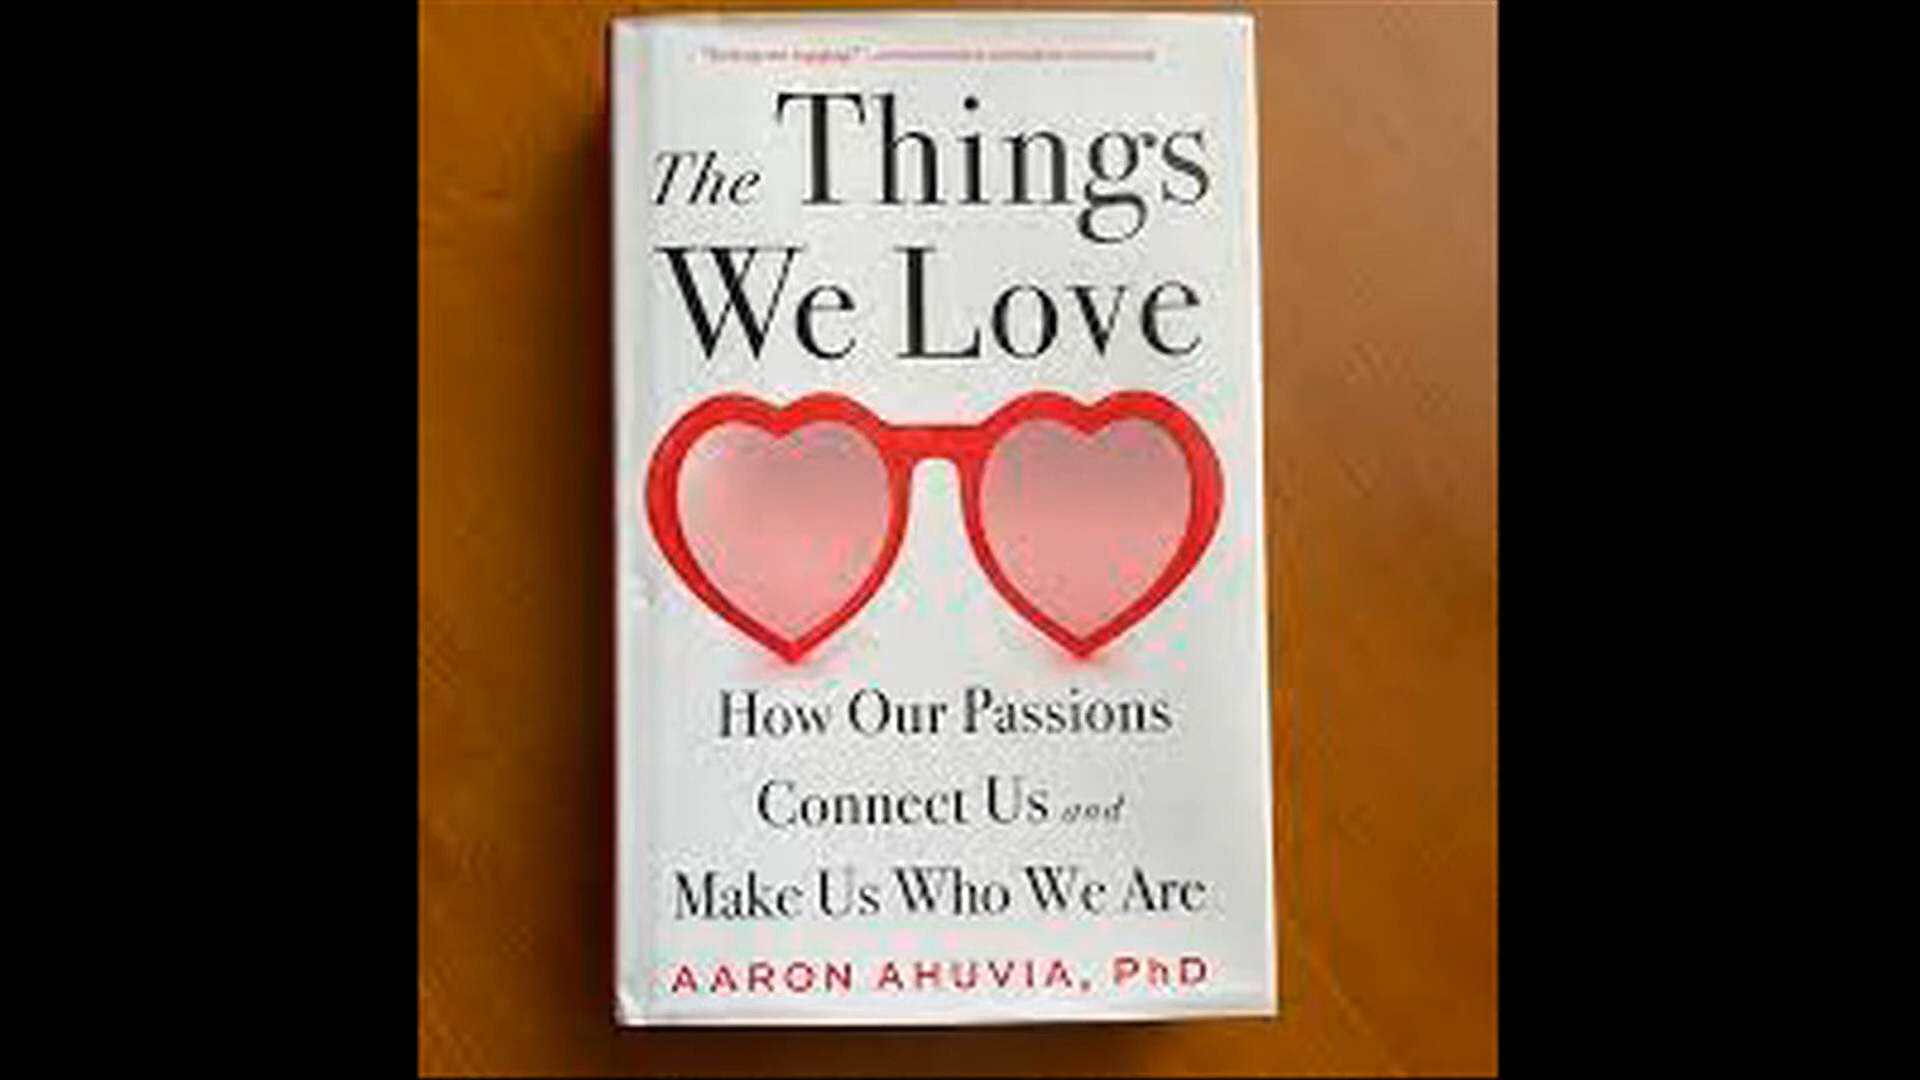 The Things
We Love
How Our Passions
Connect Us and
Make Us Who We Are
AARON AHUVIA, PhD